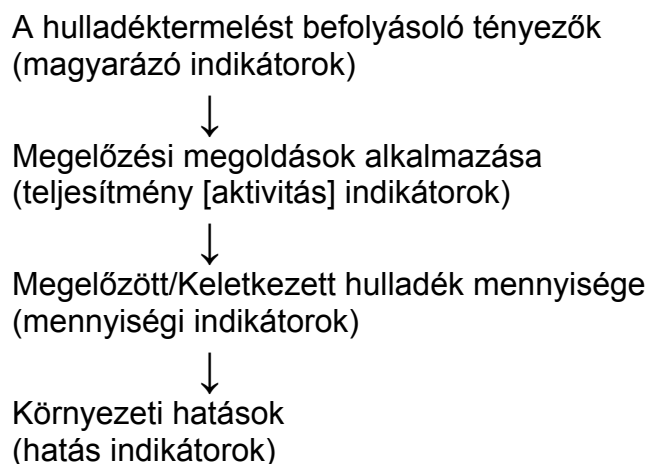 A hulladéktermelést befolyásoló tényezők
(magyarázó indikátorok)
↓
Megelőzési megoldások alkalmazása
(teljesítmény [aktivitás] indikátorok)
↓
Megelőzött/Keletkezett hulladék mennyisége
(mennyiségi indikátorok)
↓
Környezeti hatások
(hatás indikátorok)